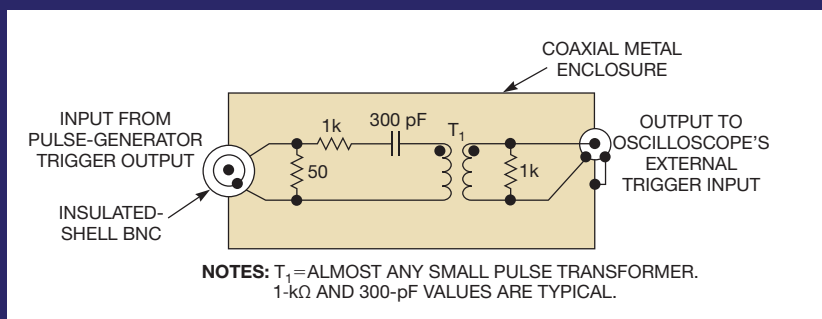 COAXIAL METAL
ENCLOSURE
INPUT FROM
PULSE-GENERATOR
TRIGGER OUTPUT
INSULATED-
SHELL BNC
1k
300 pF
T1
50
1k
OUTPUT TO
OSCILLOSCOPE'S
EXTERNAL
TRIGGER INPUT
NOTES: T1=ALMOST ANY SMALL PULSE TRANSFORMER.
1-kΩ AND 300-pF VALUES ARE TYPICAL.